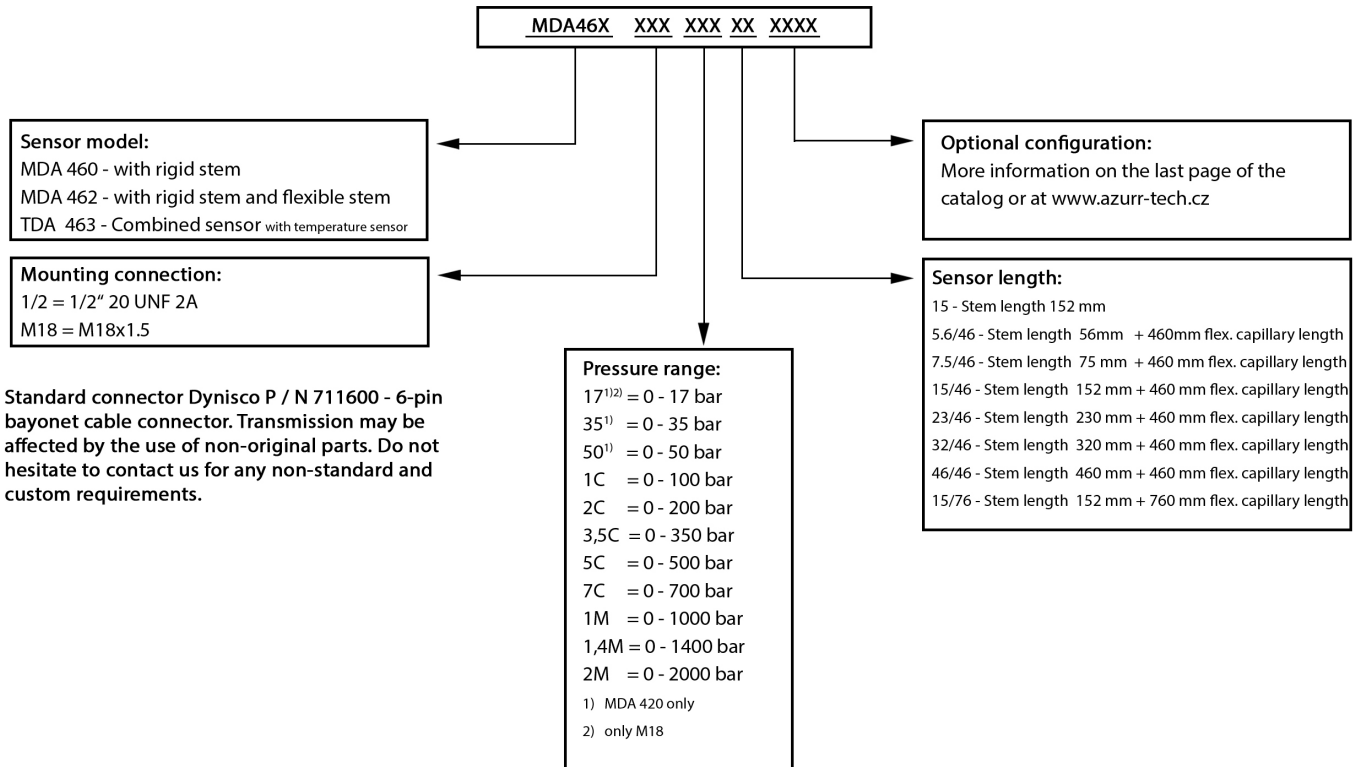 MDA46X XXX XXX XX XXXX
Sensor model:
MDA 460 - with rigid stem
MDA 462 - with rigid stem and flexible stem
TDA 463 - Combined sensor with temperature sensor
Mounting connection:
1/2 = 1/2“ 20 UNF 2A
M18 = M18x1.5
Standard connector Dynisco P / N 711600 - 6-pin
bayonet cable connector. Transmission may be
affected by the use of non-original parts. Do not
hesitate to contact us for any non-standard and
custom requirements.
Pressure range:
17¹⁾²⁾ = 0 - 17 bar
35¹⁾ = 0 - 35 bar
50¹⁾ = 0 - 50 bar
1C = 0 - 100 bar
2C = 0 - 200 bar
3,5C = 0 - 350 bar
5C = 0 - 500 bar
7C = 0 - 700 bar
1M = 0 - 1000 bar
1,4M = 0 - 1400 bar
2M = 0 - 2000 bar
1) MDA 420 only
2) only M18
Optional configuration:
More information on the last page of the
catalog or at www.azurr-tech.cz
Sensor length:
15 - Stem length 152 mm
5.6/46 - Stem length 56mm + 460mm flex. capillary length
7.5/46 - Stem length 75 mm + 460 mm flex. capillary length
15/46 - Stem length 152 mm + 460 mm flex. capillary length
23/46 - Stem length 230 mm + 460 mm flex. capillary length
32/46 - Stem length 320 mm + 460 mm flex. capillary length
46/46 - Stem length 460 mm + 460 mm flex. capillary length
15/76 - Stem length 152 mm + 760 mm flex. capillary length